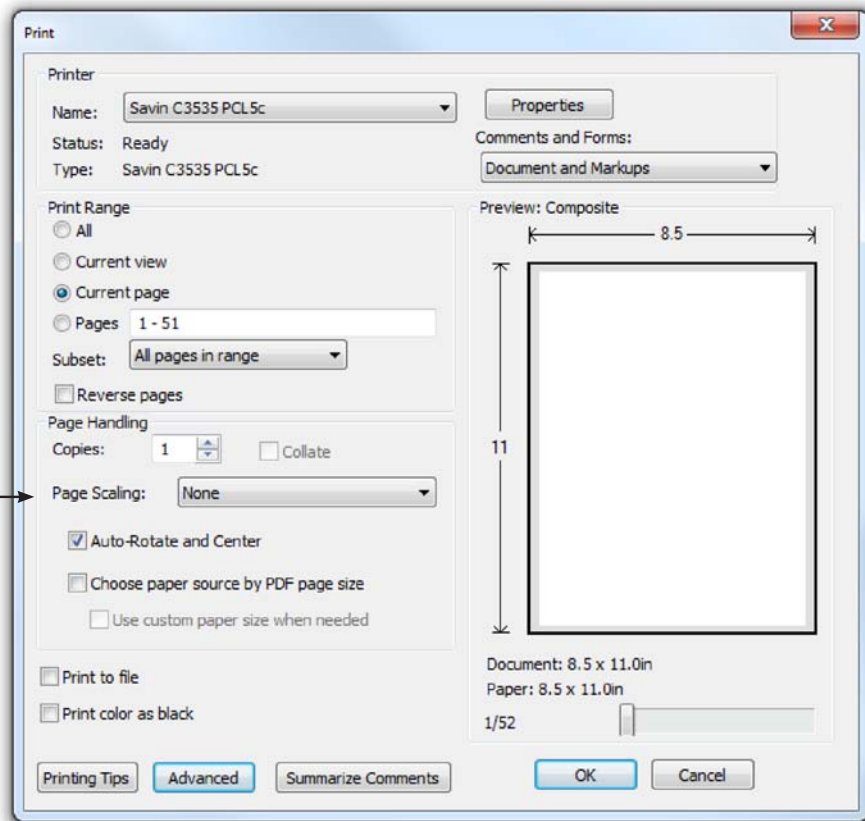 Print
Printer
Name: Savin C3535 PCL5c
Properties
Status: Ready
Comments and Forms:
Type: Savin C3535 PCL5c
Document and Markups
Print Range
All
Current view
Current page
Pages 1 - 51
Subset: All pages in range
Reverse pages
Page Handling
Copies: 1 Collate
Page Scaling: None
Auto-Rotate and Center
Choose paper source by PDF page size
Use custom paper size when needed
Print to file
Print color as black
Preview: Composite
8.5
11
Document: 8.5 x 11.0in
Paper: 8.5 x 11.0in
1/52
Printing Tips Advanced Summarize Comments OK Cancel